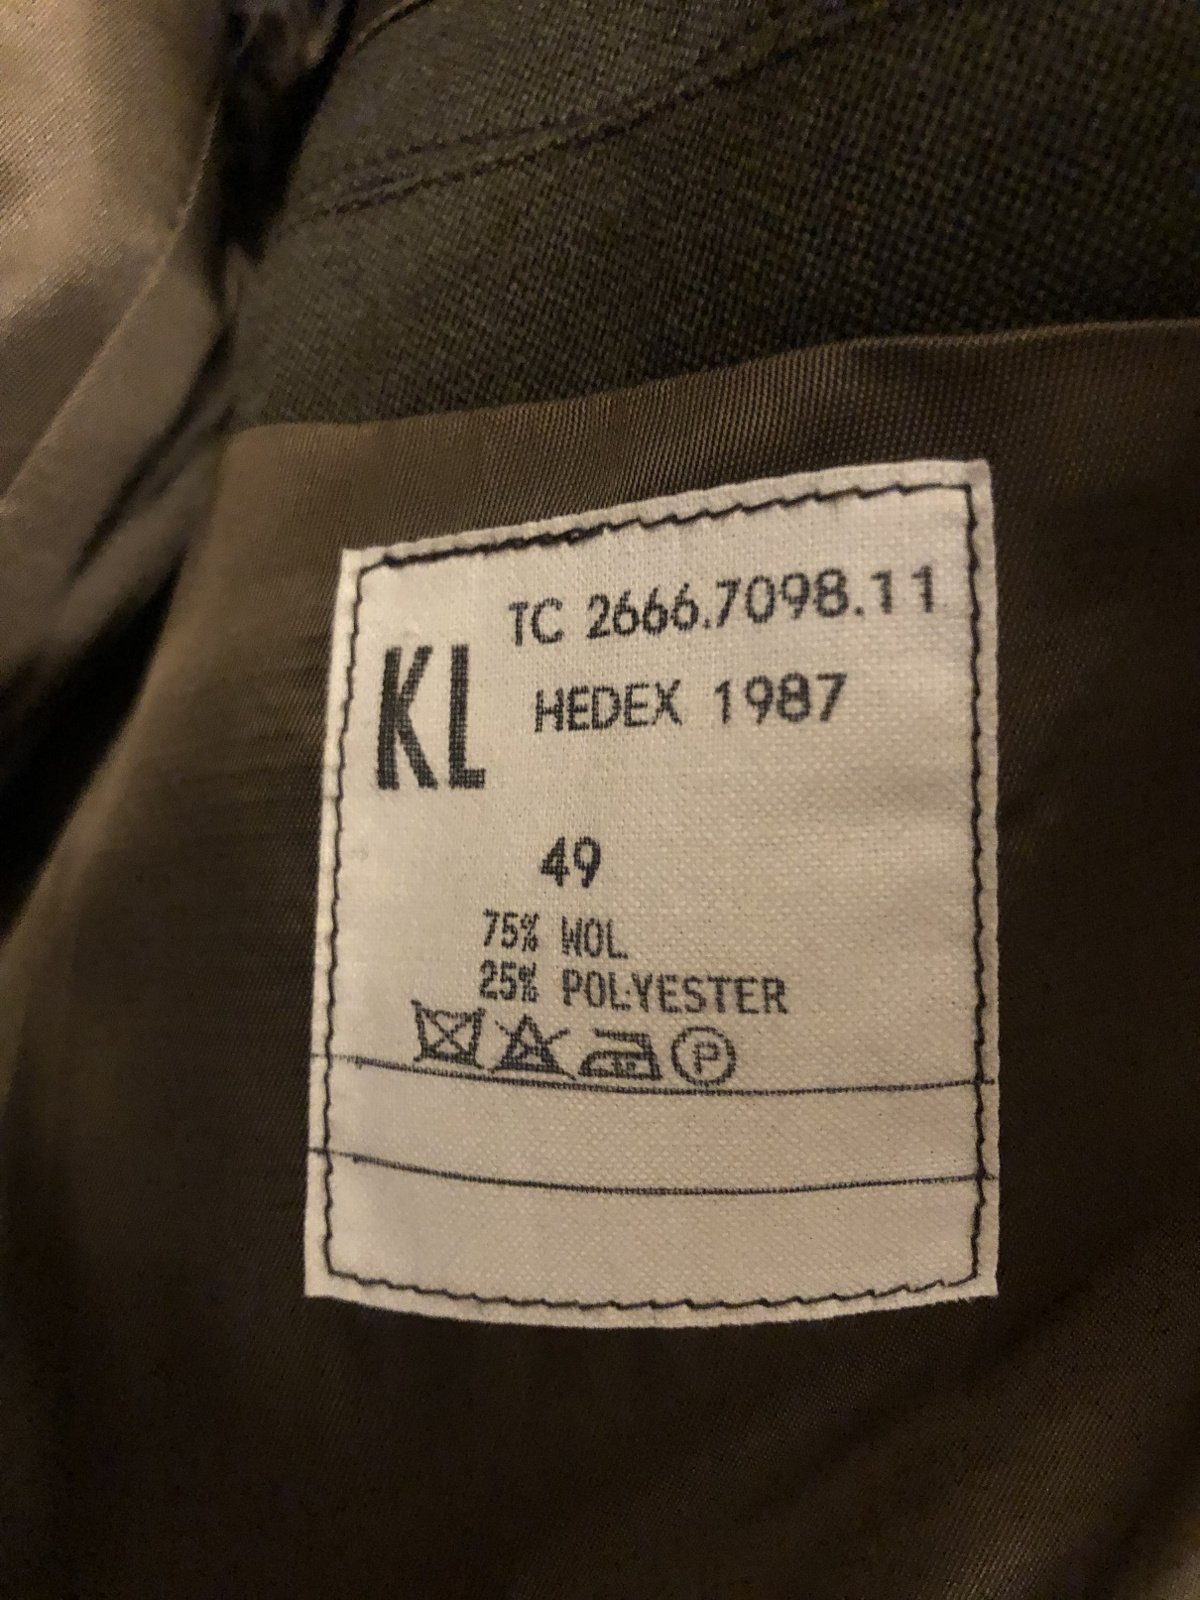 TC 2666.7098.11
KL
HEDEX 1987
49
75% WOL
25% POLYESTER
P